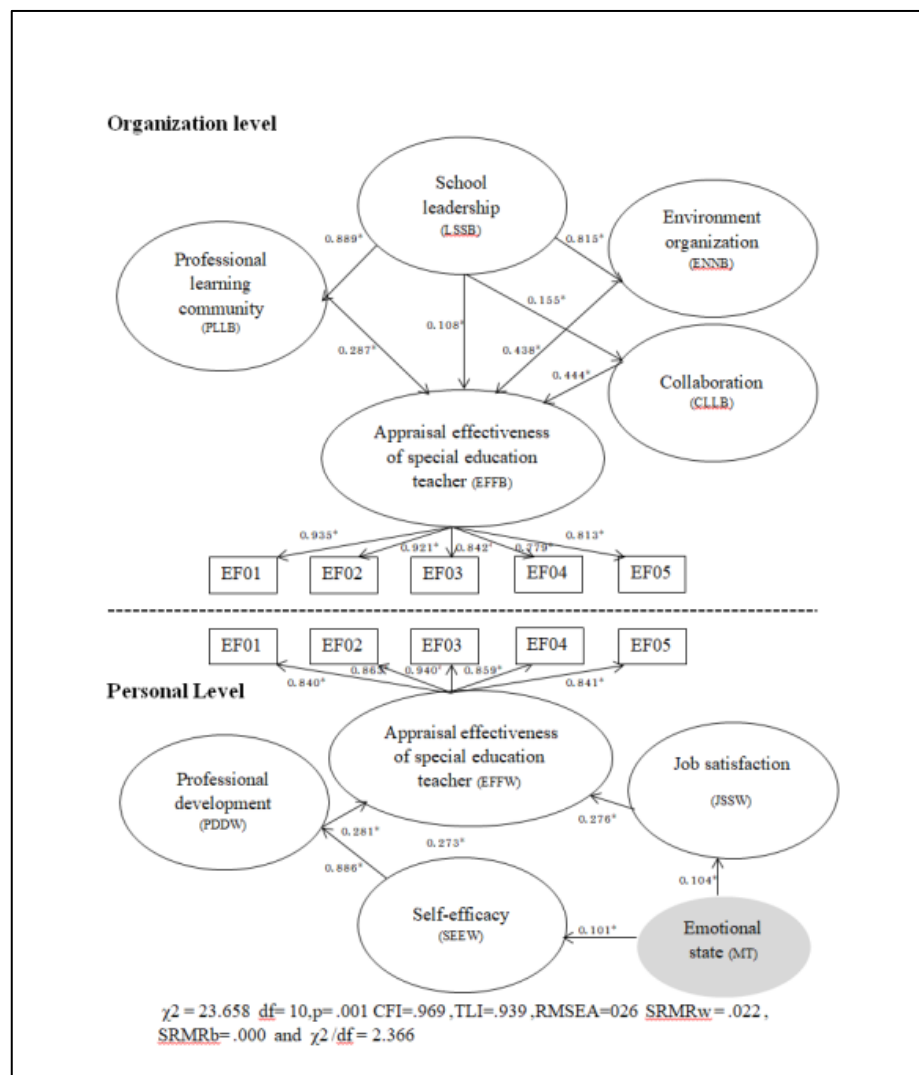 Organization level
School
leadership
(LSSB)
Environment
organization
(ENNB)
0.889*
0.815*
Professional
learning
community
(PLLB)
0.155*
0.108*
0.287*
0.438*
0.444*
Collaboration
(CLLB)
Appraisal effectiveness
of special education
teacher (EFFB)
0.935*
0.921*
0.842*
0.779*
0.813*
EF01
EF02
EF03
EF04
EF05
EF01
EF02
EF03
EF04
EF05
0.840*
0.863
0.940*
0.859*
0.841*
Personal Level
Appraisal effectiveness
of special education
teacher (EFFW)
Professional
development
(PDDW)
Job satisfaction
(JSSW)
0.281*
0.273*
0.276*
0.886*
0.104*
Self-efficacy
(SEEW)
0.101*
Emotional
state (MT)
χ2 = 23.658 df= 10,p= .001 CFI=.969 ,TLI=.939 ,RMSEA=026 SRMRw = .022 ,
SRMRb= .000 and χ2 /df = 2.366